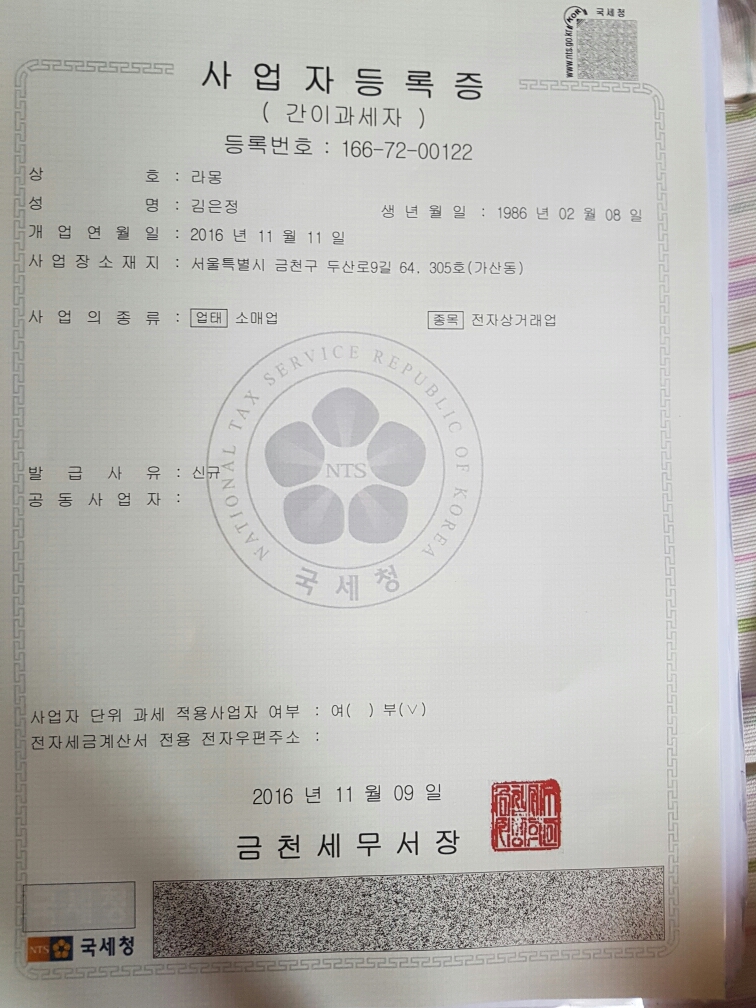 국세청
KOR
www.nts.go.kr
사 업 자 등 록 증
( 간이과세자 )
등록번호 : 166-72-00122
상 호 : 라몽
성 명 : 김은정 생 년 월 일 : 1986 년 02 월 08 일
개 업 연 월 일 : 2016 년 11 월 11 일
사 업 장 소 재 지 : 서울특별시 금천구 두산로9길 64, 305호(가산동)
사 업 의 종 류 : 업태 소매업 종목 전자상거래업
NATIONAL TAX SERVICE REPUBLIC OF KOREA
NTS
국세청
발 급 사 유 : 신규
공 동 사 업 자 :
사업자 단위 과세 적용사업자 여부 : 여( ) 부(∨)
전자세금계산서 전용 전자우편주소 :
2016 년 11 월 09 일
금 천 세 무 서 장
국세청
NTS 국세청